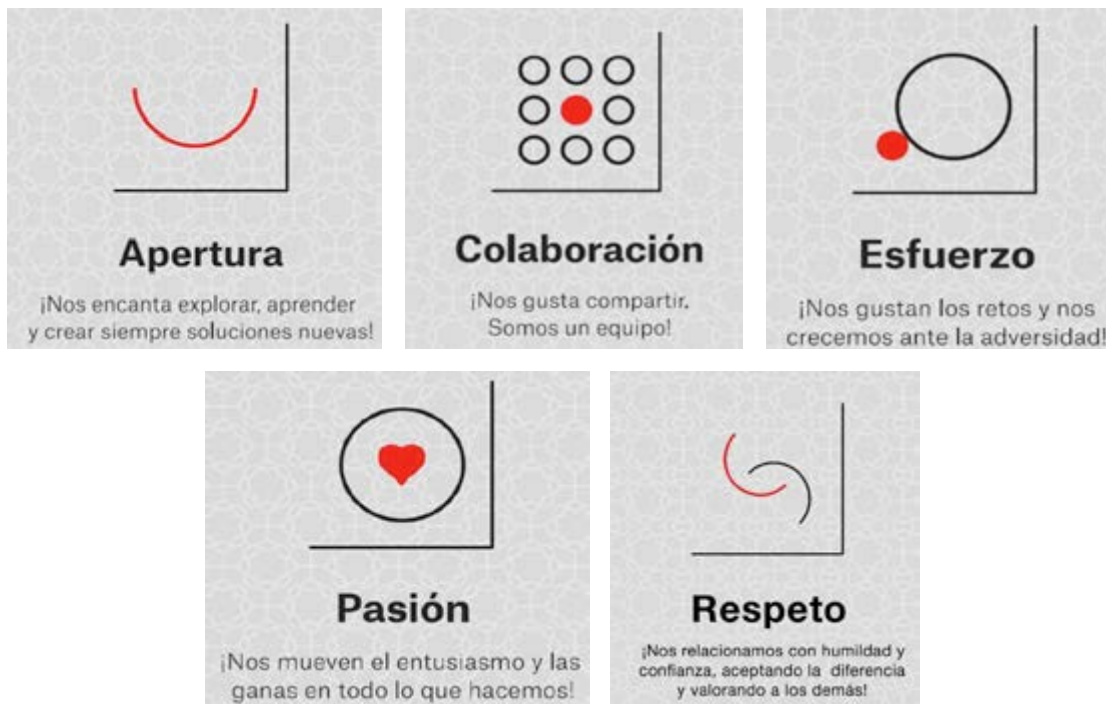 Apertura
¡Nos encanta explorar, aprender
y crear siempre soluciones nuevas!
Colaboración
¡Nos gusta compartir.
Somos un equipo!
Esfuerzo
¡Nos gustan los retos y nos
crecemos ante la adversidad!
Pasión
¡Nos mueven el entusiasmo y las
ganas en todo lo que hacemos!
Respeto
¡Nos relacionamos con humildad y
confianza, aceptando la diferencia
y valorando a los demás!